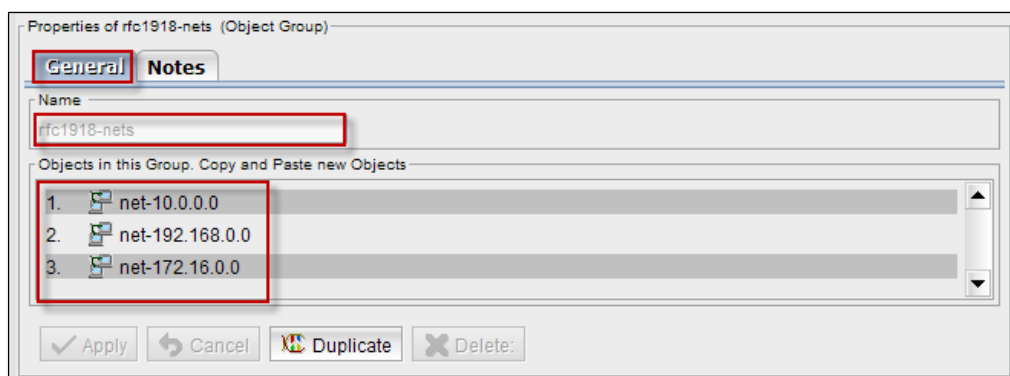 Properties of rfc1918-nets (Object Group)
General Notes
Name
rfc1918-nets
Objects in this Group. Copy and Paste new Objects
1. net-10.0.0.0
2. net-192.168.0.0
3. net-172.16.0.0
Apply Cancel Duplicate Delete: